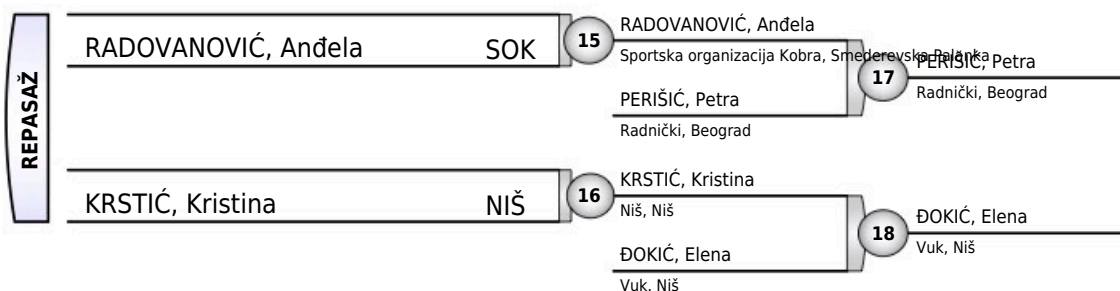 REPASAŽ
RADOVANOVIĆ, Anđela SOK
15
RADOVANOVIĆ, Anđela
Sportska organizacija Kobra, Smederevska Palanka
PERIŠIĆ, Petra
Radnički, Beograd
17
PERIŠIĆ, Petra
Radnički, Beograd
KRSTIĆ, Kristina NIŠ
16
KRSTIĆ, Kristina
Niš, Niš
ĐOKIĆ, Elena
Vuk, Niš
18
ĐOKIĆ, Elena
Vuk, Niš